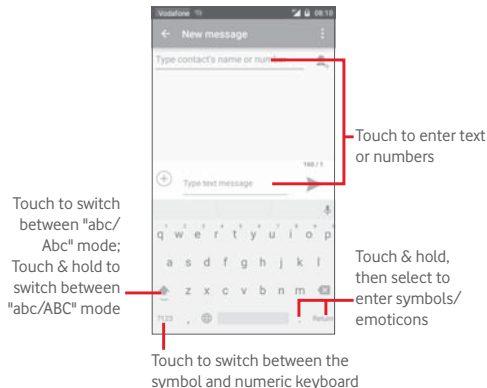 Vodafone
08:10
New message
Type contact's name or number
Touch to enter text
or numbers
160 / 1
Type text message
Touch to switch
between "abc/
Abc" mode;
Touch & hold to
switch between
"abc/ABC" mode
q w e r t y u i o p
a s d f g h j k l
z x c v b n m
?123 , . Return
Touch & hold,
then select to
enter symbols/
emoticons
Touch to switch between the
symbol and numeric keyboard